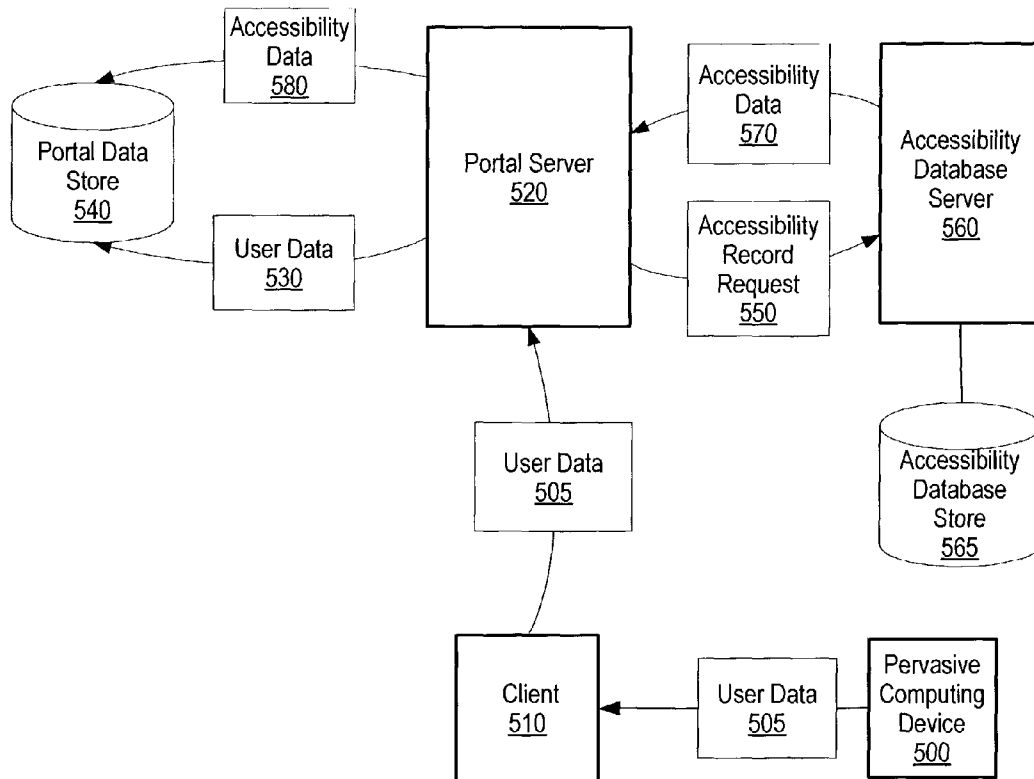 Accessibility
Data
580
Portal Data
Store
540
User Data
530
Portal Server
520
Accessibility
Data
570
Accessibility
Record
Request
550
Accessibility
Database
Server
560
Accessibility
Database
Store
565
User Data
505
Client
510
User Data
505
Pervasive
Computing
Device
500